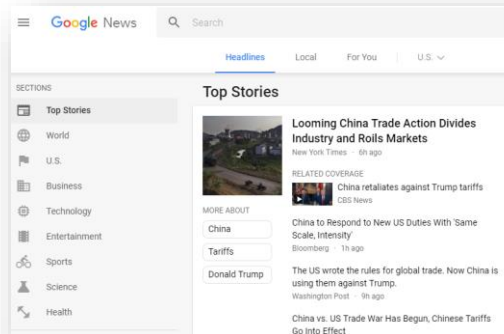 Google News
Search
Headlines
Local
For You
U.S.
SECTIONS
Top Stories
World
U.S.
Business
Technology
Entertainment
Sports
Science
Health
Top Stories
Looming China Trade Action Divides
Industry and Roils Markets
New York Times · 6h ago
RELATED COVERAGE
China retaliates against Trump tariffs
CBS News
MORE ABOUT
China
Tariffs
Donald Trump
China to Respond to New US Duties With 'Same
Scale, Intensity'
Bloomberg · 1h ago
The US wrote the rules for global trade. Now China is
using them against Trump.
Washington Post · 9h ago
China vs. US Trade War Has Begun, Chinese Tariffs
Go Into Effect